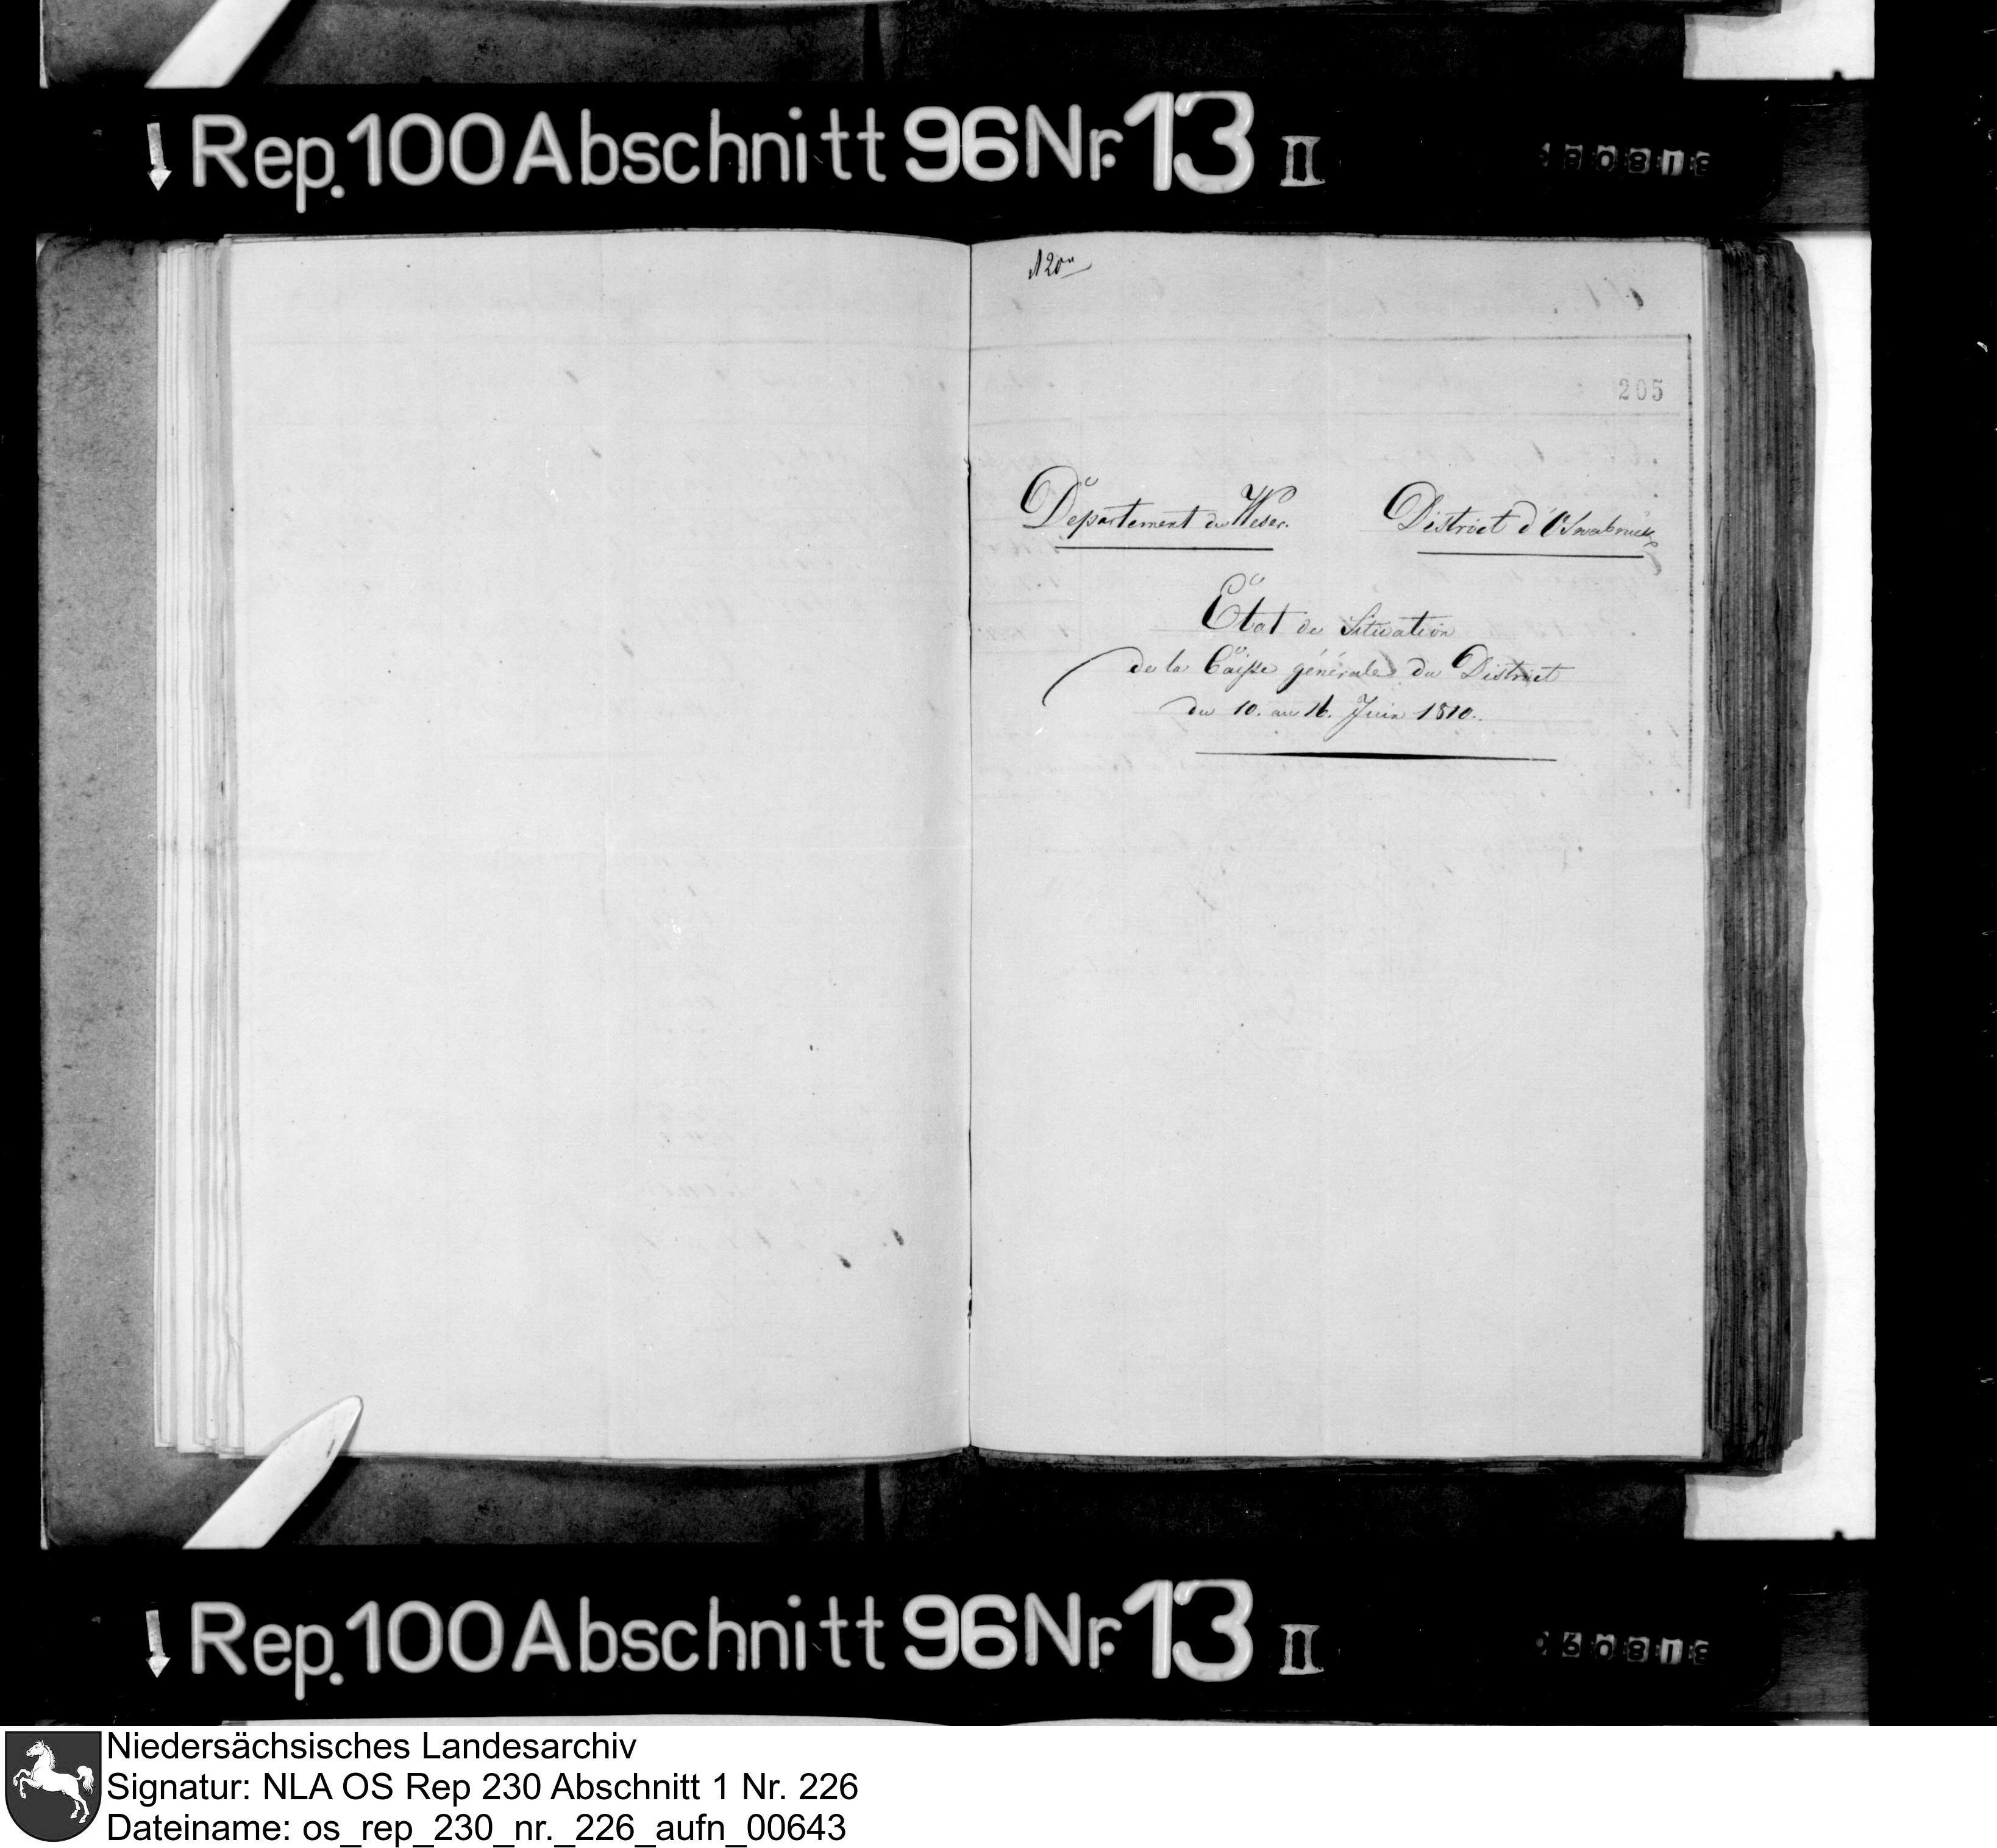 Rep. 100 Abschnitt 96 Nr. 13 II
205
Département du Weser. District d'Osnabruck
Etat de Situation
de la Caisse générale du District
du 10. au 16. Juin 1810.
Rep. 100 Abschnitt 96 Nr. 13 II
Niedersächsisches Landesarchiv
Signatur: NLA OS Rep 230 Abschnitt 1 Nr. 226
Dateiname: os_rep_230_nr._226_aufn_00643